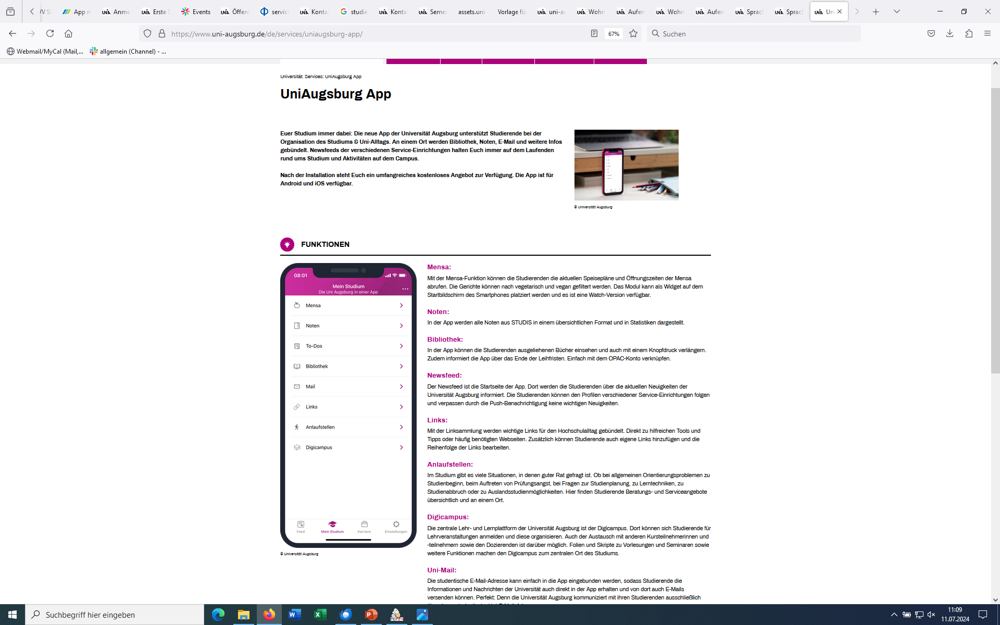 V Sl
App n
Anme
Erste S
Events
Öffen
service
Konta
studie
Konta
Semes
assets.uni-
Vorlage fü
uni-au
Wohn
Aufen
Wohn
Aufen
Sprach
Sprac
Uni
https://www.uni-augsburg.de/de/services/uniaugsburg-app/
67%
Suchen
Webmail/MyCal (Mail,...
allgemein (Channel) - ...
Universität: Services: UniAugsburg App
UniAugsburg App
Euer Studium immer dabei: Die neue App der Universität Augsburg unterstützt Studierende bei der
Organisation des Studiums & Uni-Alltags. An einem Ort werden Bibliothek, Noten, E-Mail und weitere Infos
gebündelt. Newsfeeds der verschiedenen Service-Einrichtungen halten Euch immer auf dem Laufenden
rund ums Studium und Aktivitäten auf dem Campus.
Nach der Installation steht Euch ein umfangreiches kostenloses Angebot zur Verfügung. Die App ist für
Android und iOS verfügbar.
© Universität Augsburg
FUNKTIONEN
08:01
Mein Studium
Die Uni Augsburg in einer App
Mensa
Noten
To-Dos
Bibliothek
Mail
Links
Anlaufstellen
Digicampus
Feed
Mein Studium
Karriere
Einstellungen
© Universität Augsburg
Mensa:
Mit der Mensa-Funktion können die Studierenden die aktuellen Speisepläne und Öffnungszeiten der Mensa
abrufen. Die Gerichte können nach vegetarisch und vegan gefiltert werden. Das Modul kann als Widget auf dem
Startbildschirm des Smartphones platziert werden und es ist eine Watch-Version verfügbar.
Noten:
In der App werden alle Noten aus STUDIS in einem übersichtlichen Format und in Statistiken dargestellt.
Bibliothek:
In der App können die Studierenden ausgeliehenen Bücher einsehen und auch mit einem Knopfdruck verlängern.
Zudem informiert die App über das Ende der Leihfristen. Einfach mit dem OPAC-Konto verknüpfen.
Newsfeed:
Der Newsfeed ist die Startseite der App. Dort werden die Studierenden über die aktuellen Neuigkeiten der
Universität Augsburg informiert. Die Studierenden können den Profilen verschiedener Service-Einrichtungen folgen
und verpassen durch die Push-Benachrichtigung keine wichtigen Neuigkeiten.
Links:
Mit der Linksammlung werden wichtige Links für den Hochschulalltag gebündelt. Direkt zu hilfreichen Tools und
Tipps oder häufig benötigten Webseiten. Zusätzlich können Studierende auch eigene Links hinzufügen und die
Reihenfolge der Links bearbeiten.
Anlaufstellen:
Im Studium gibt es viele Situationen, in denen guter Rat gefragt ist. Ob bei allgemeinen Orientierungsproblemen zu
Studienbeginn, beim Auftreten von Prüfungsangst, bei Fragen zur Studienplanung, zu Lerntechniken, zu
Studienabbruch oder zu Auslandsstudienmöglichkeiten. Hier finden Studierende Beratungs- und Serviceangebote
übersichtlich und an einem Ort.
Digicampus:
Die zentrale Lehr- und Lernplattform der Universität Augsburg ist der Digicampus. Dort können sich Studierende für
Lehrveranstaltungen anmelden und diese organisieren. Auch der Austausch mit anderen Kursteilnehmerinnen und
-teilnehmern sowie den Dozierenden ist darüber möglich. Folien und Skripte zu Vorlesungen und Seminaren sowie
weitere Funktionen machen den Digicampus zum zentralen Ort des Studiums.
Uni-Mail:
Die studentische E-Mail-Adresse kann einfach in die App eingebunden werden, sodass Studierende die
Informationen und Nachrichten der Universität auch direkt in der App erhalten und von dort auch E-Mails
versenden können. Perfekt: Denn die Universität Augsburg kommuniziert mit ihren Studierenden ausschließlich
Suchbegriff hier eingeben
11:09
11.07.2024